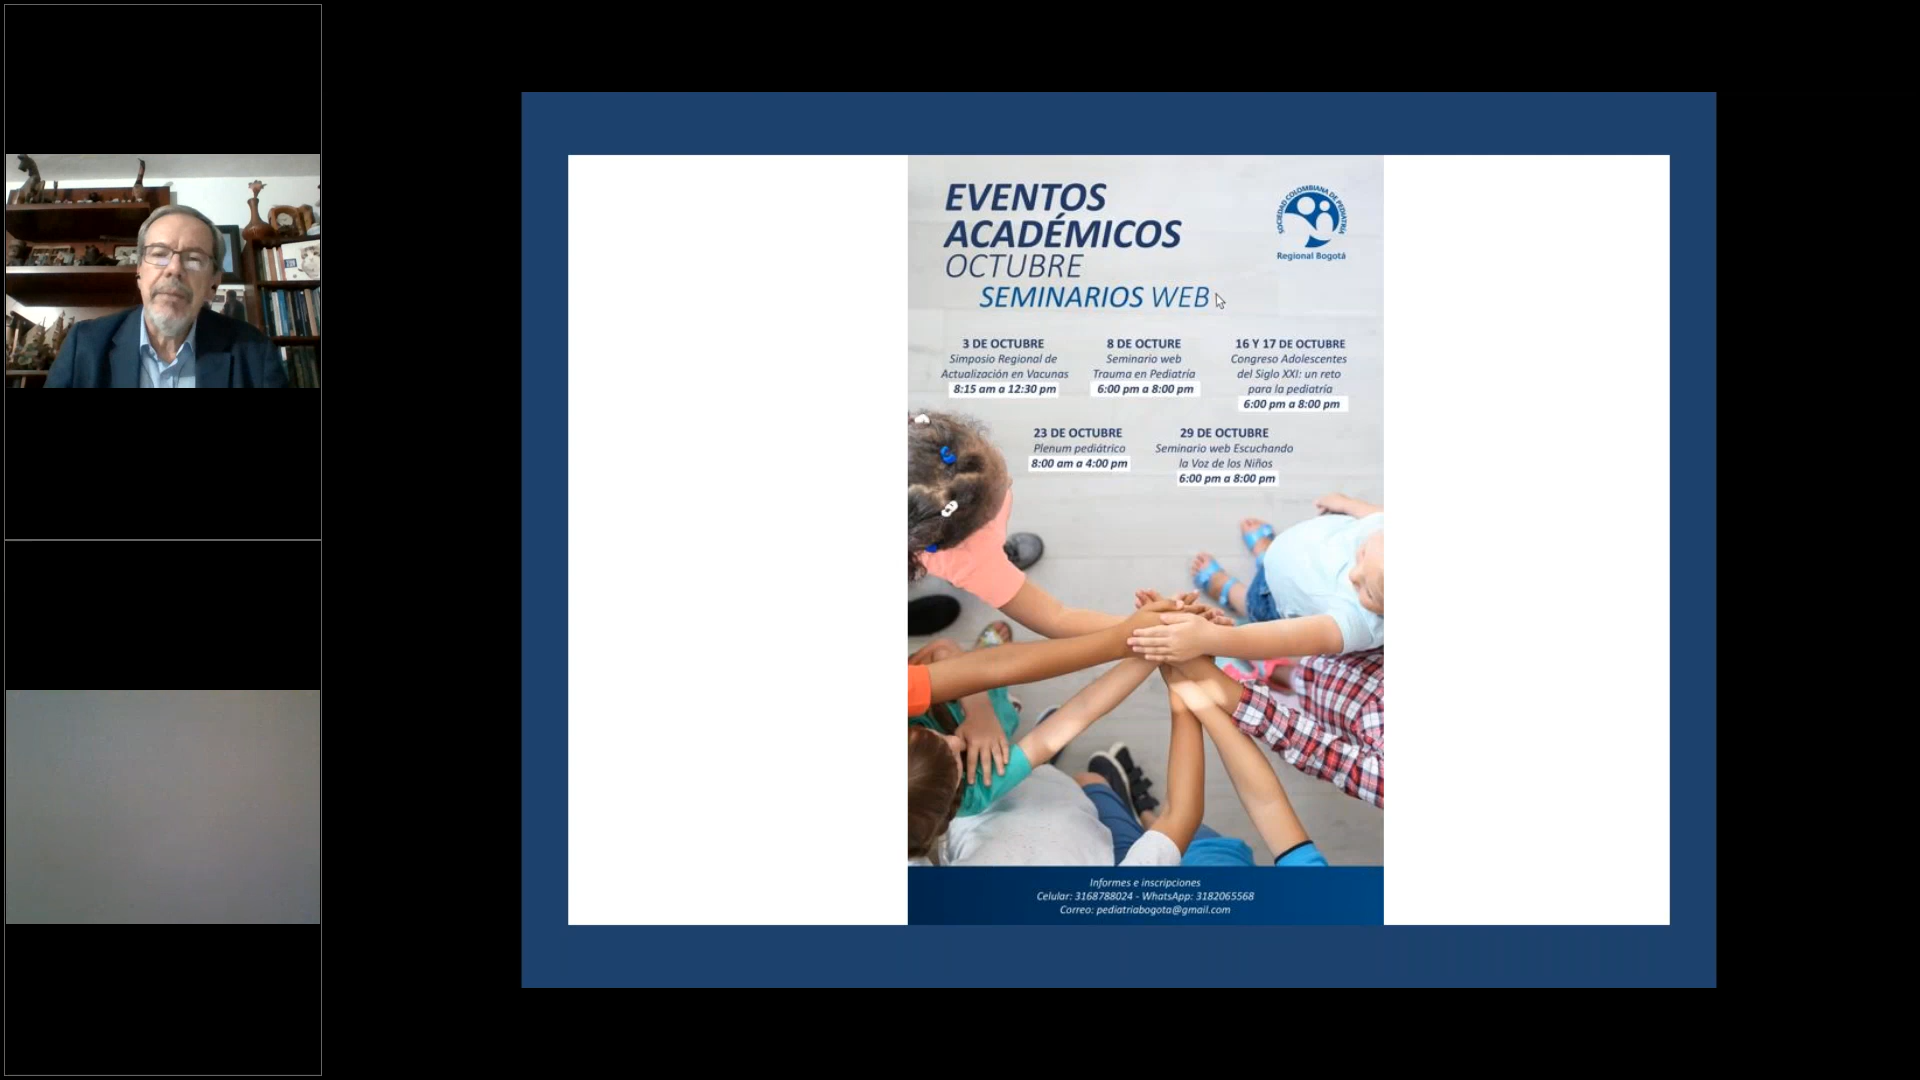 EVENTOS
ACADÉMICOS
OCTUBRE
SEMINARIOS WEB
SOCIEDAD COLOMBIANA DE PEDIATRÍA
Regional Bogotá
3 DE OCTUBRE
Simposio Regional de
Actualización en Vacunas
8:15 am a 12:30 pm
8 DE OCTURE
Seminario web
Trauma en Pediatría
6:00 pm a 8:00 pm
16 Y 17 DE OCTUBRE
Congreso Adolescentes
del Siglo XXI: un reto
para la pediatría
6:00 pm a 8:00 pm
23 DE OCTUBRE
Plenum pediátrico
8:00 am a 4:00 pm
29 DE OCTUBRE
Seminario web Escuchando
la Voz de los Niños
6:00 pm a 8:00 pm
Informes e inscripciones
Celular: 3168788024 - WhatsApp: 3182065568
Correo: pediatriabogota@gmail.com